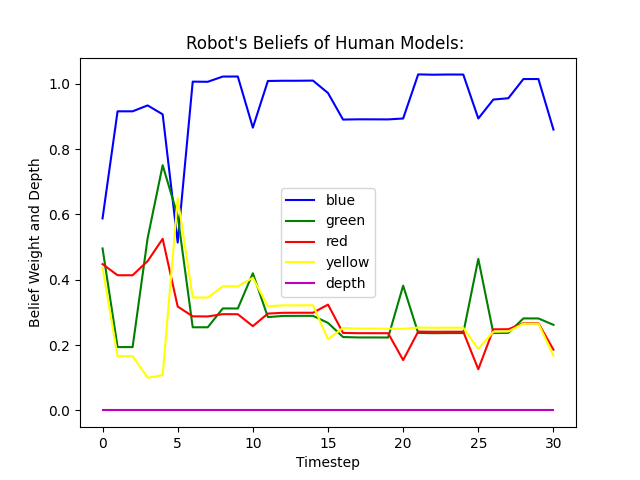 Robot's Beliefs of Human Models:
1.0
0.8
0.6
0.4
0.2
0.0
Belief Weight and Depth
blue
green
red
yellow
depth
0 5 10 15 20 25 30
Timestep